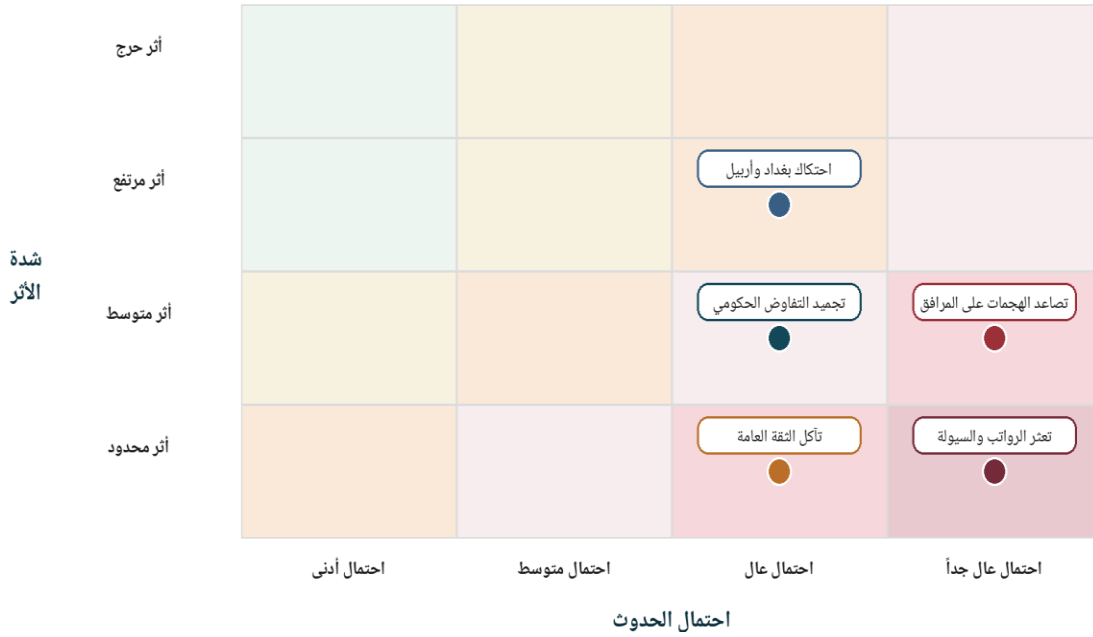 أثر حرج
أثر مرتفع
احتكاك بغداد وأربيل
شدة
الأثر
أثر متوسط
تصاعد الهجمات على المرافق
تجميد التفاوض الحكومي
أثر محدود
تعثر الرواتب والسيولة
تآكل الثقة العامة
احتمال عال جداً
احتمال عال
احتمال متوسط
احتمال أدنى
احتمال الحدوث